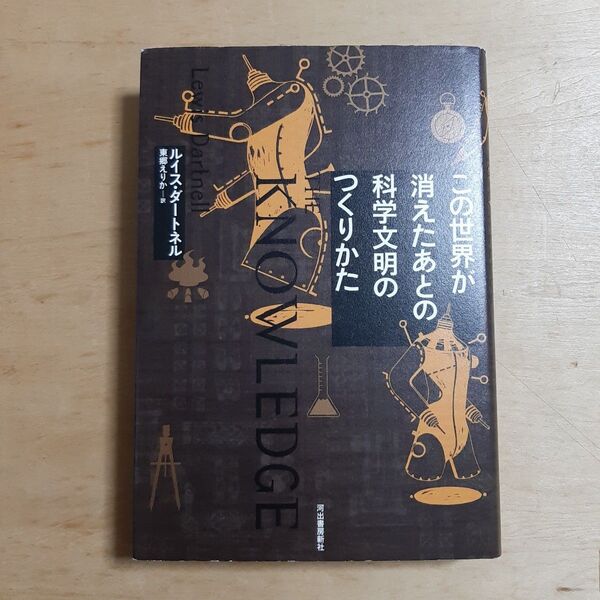 この世界が
消えたあとの
科学文明の
つくりかた
THE
KNOWLEDGE
Lewis Dartnell
ルイス・ダートネル
東郷えりか=訳
河出書房新社